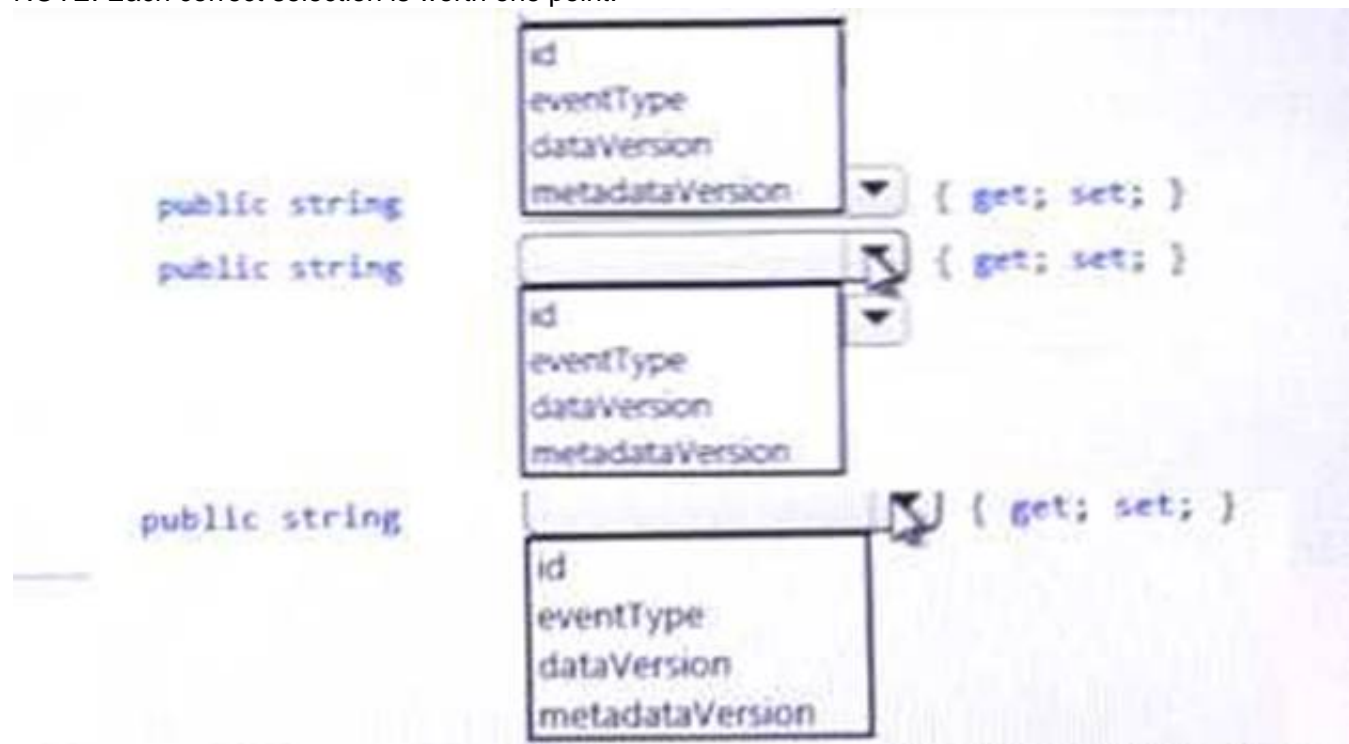 NOTE: Each correct selection is worth one point.
id
eventType
dataVersion
public string metadataVersion { get; set; }
public string { get; set; }
id
eventType
dataVersion
metadataVersion
public string { get; set; }
id
eventType
dataVersion
metadataVersion